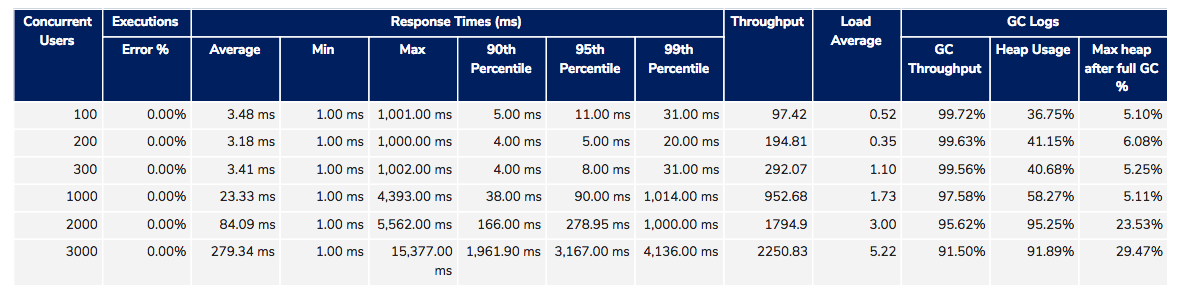 Concurrent Users Executions Response Times (ms) Throughput Load Average GC Logs
Error % Average Min Max 90th Percentile 95th Percentile 99th Percentile GC Throughput Heap Usage Max heap after full GC %
100 0.00% 3.48 ms 1.00 ms 1,001.00 ms 5.00 ms 11.00 ms 31.00 ms 97.42 0.52 99.72% 36.75% 5.10%
200 0.00% 3.18 ms 1.00 ms 1,000.00 ms 4.00 ms 5.00 ms 20.00 ms 194.81 0.35 99.63% 41.15% 6.08%
300 0.00% 3.41 ms 1.00 ms 1,002.00 ms 4.00 ms 8.00 ms 31.00 ms 292.07 1.10 99.56% 40.68% 5.25%
1000 0.00% 23.33 ms 1.00 ms 4,393.00 ms 38.00 ms 90.00 ms 1,014.00 ms 952.68 1.73 97.58% 58.27% 5.11%
2000 0.00% 84.09 ms 1.00 ms 5,562.00 ms 166.00 ms 278.95 ms 1,000.00 ms 1794.9 3.00 95.62% 95.25% 23.53%
3000 0.00% 279.34 ms 1.00 ms 15,377.00 ms 1,961.90 ms 3,167.00 ms 4,136.00 ms 2250.83 5.22 91.50% 91.89% 29.47%